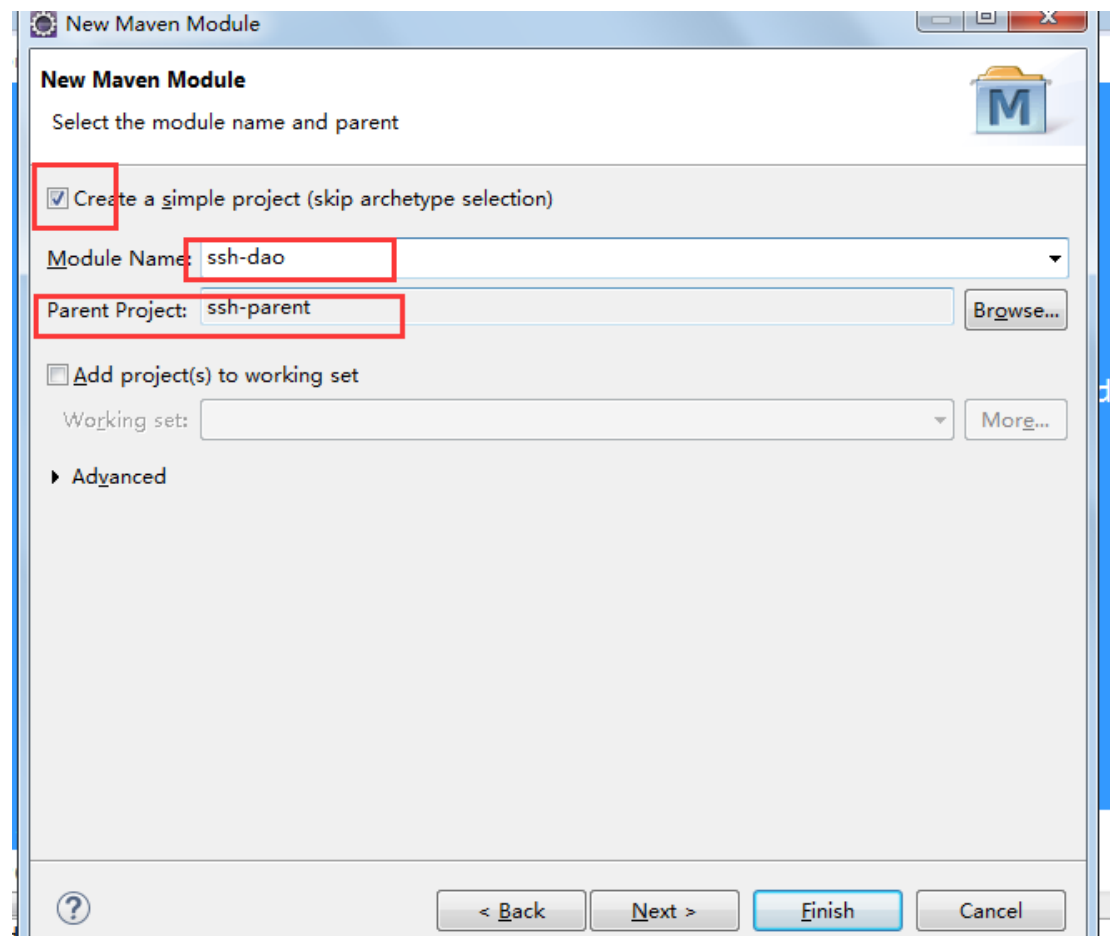 New Maven Module
New Maven Module
Select the module name and parent
M
Create a simple project (skip archetype selection)
Module Name: ssh-dao
Parent Project: ssh-parent Browse...
Add project(s) to working set
Working set: More...
Advanced
? < Back Next > Finish Cancel